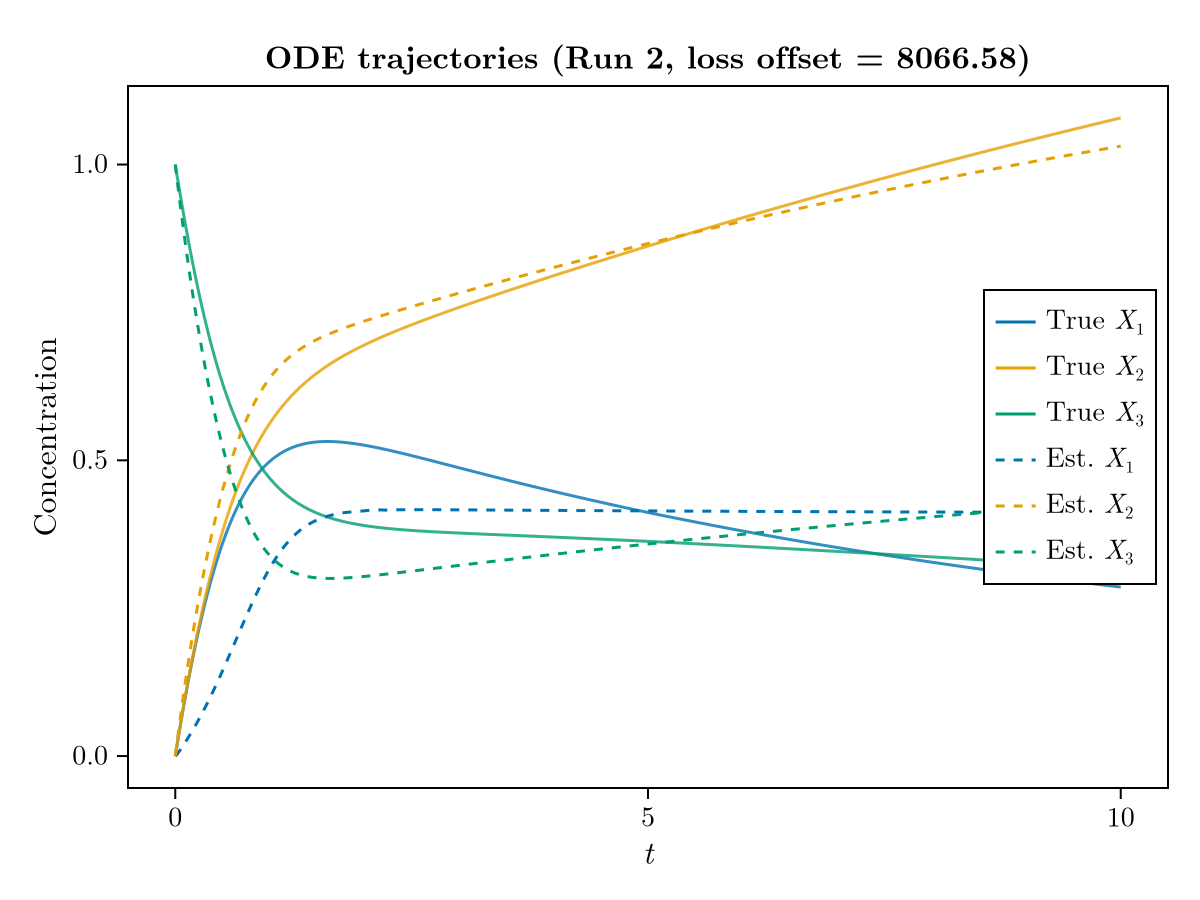 ODE trajectories (Run 2, loss offset = 8066.58)
Concentration
1.0
0.5
0.0
0
5
10
t
True X₁
True X₂
True X₃
Est. X₁
Est. X₂
Est. X₃